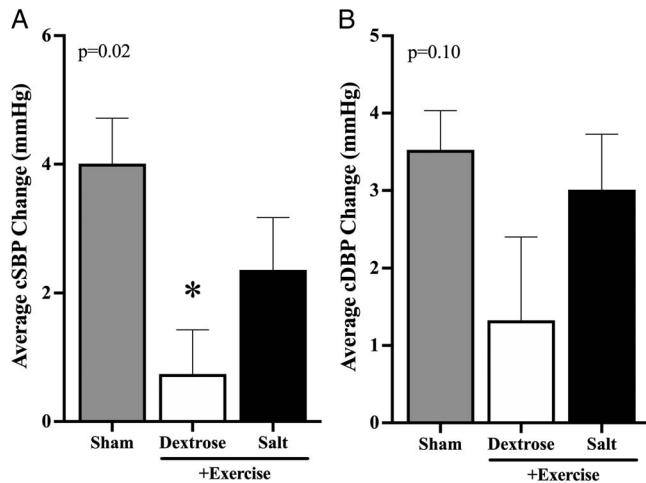 A
Average cSBP Change (mmHg)
6
4
2
0
p=0.02
*
Sham
Dextrose
Salt
+Exercise
B
Average cDBP Change (mmHg)
5
4
3
2
1
0
p=0.10
Sham
Dextrose
Salt
+Exercise